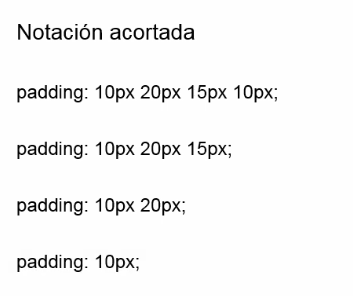 Notación acortada
padding: 10px 20px 15px 10px;
padding: 10px 20px 15px;
padding: 10px 20px;
padding: 10px;